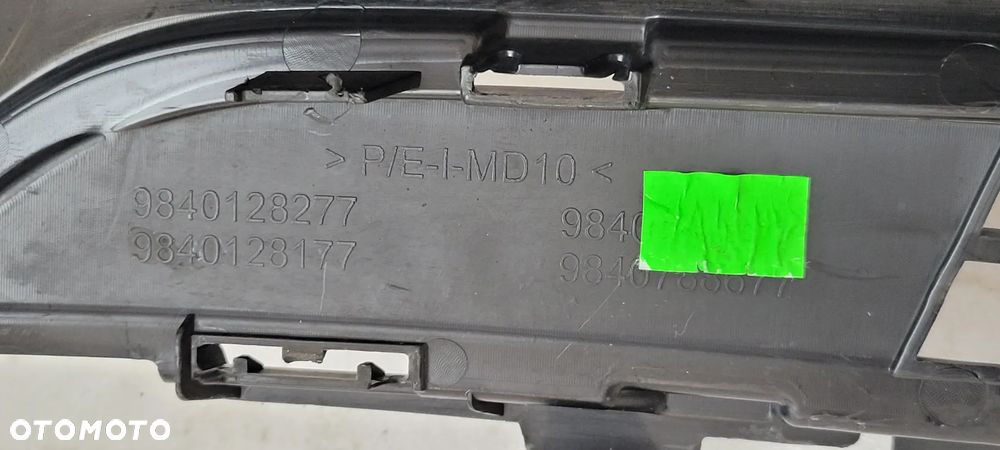 > P/E-I-MD10 <
9840128277
9840128177
OTOMOTO